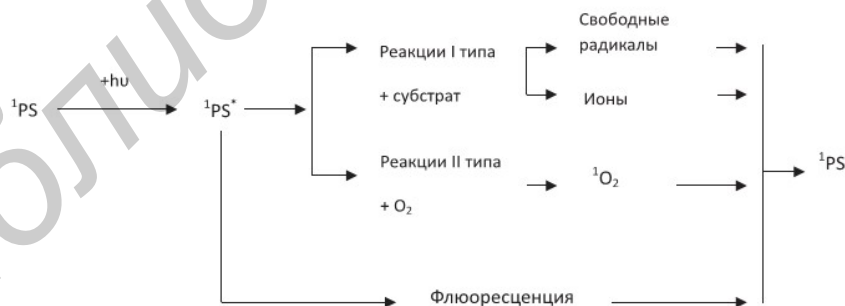 Свободные
радикалы
Реакции I типа
+hυ
+ субстрат
Ионы
¹PS
¹PS*
Реакции II типа
¹O₂
¹PS
+ O₂
Флюоресценция